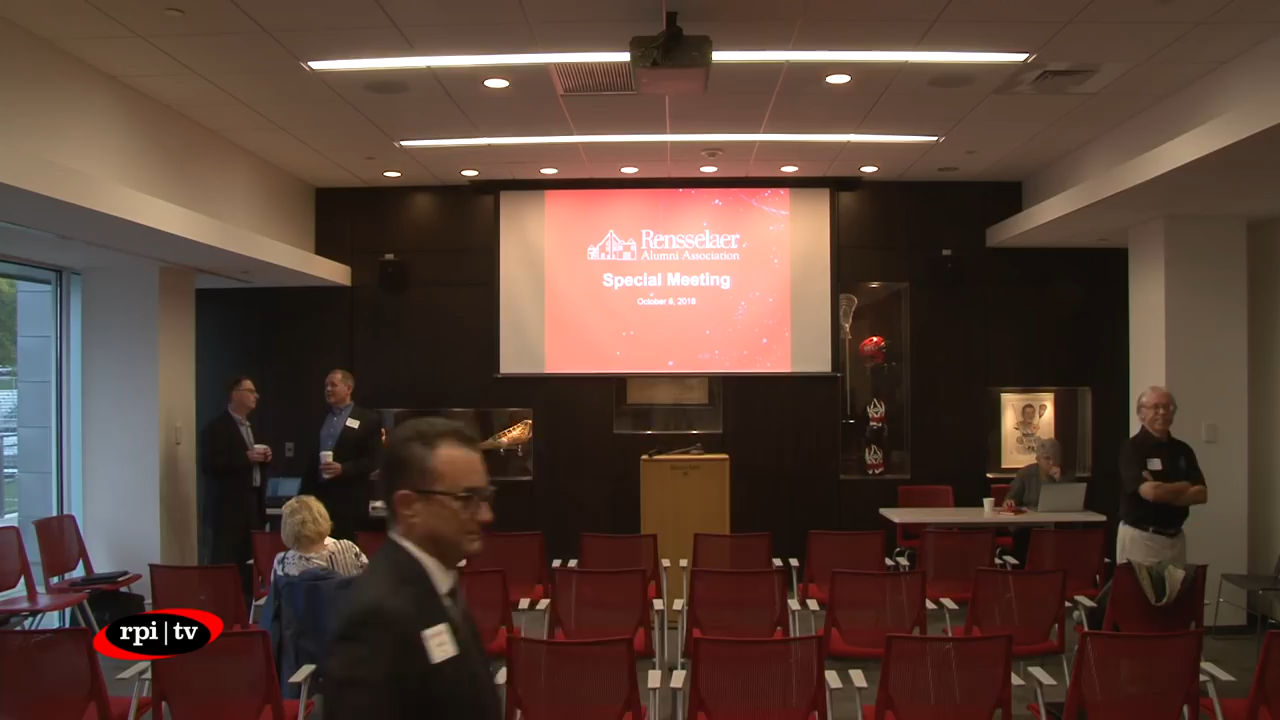 Rensselaer
Alumni Association
Special Meeting
October 8, 2018
rpi|tv